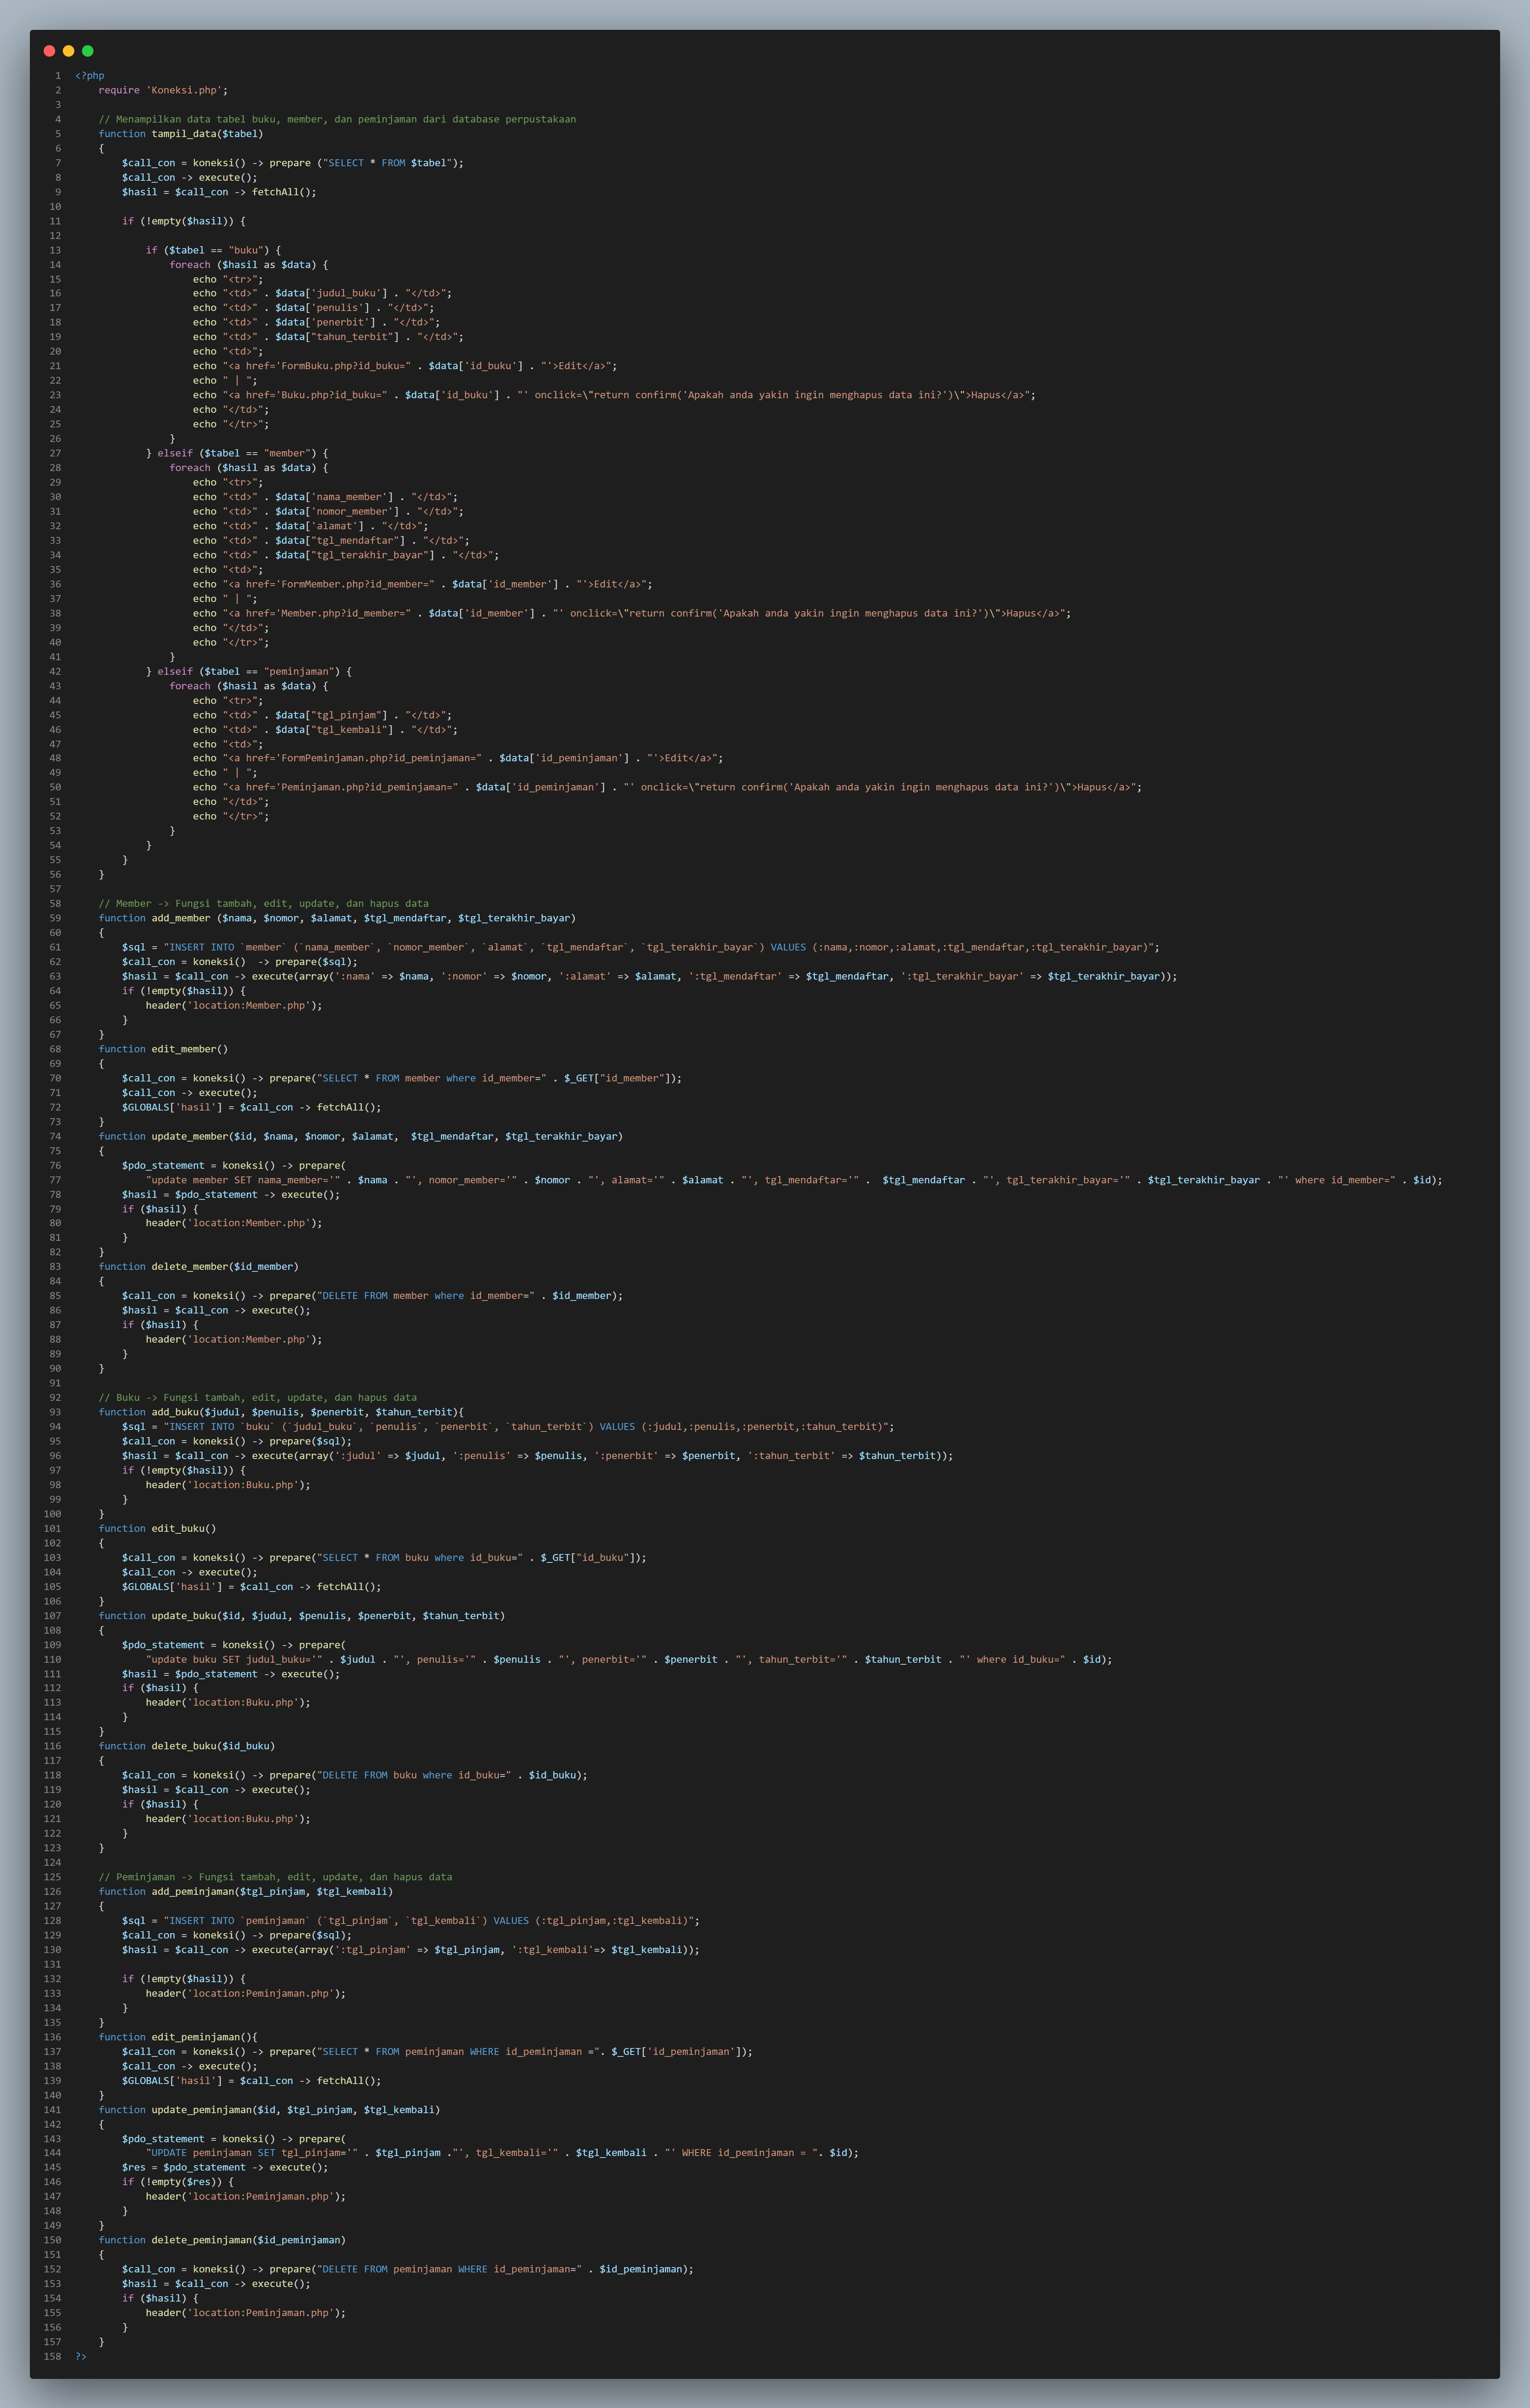 1 <?php
2     require 'Koneksi.php';
3
4     // Menampilkan data tabel buku, member, dan peminjaman dari database perpustakaan
5     function tampil_data($tabel)
6     {
7         $call_con = koneksi() -> prepare ("SELECT * FROM $tabel");
8         $call_con -> execute();
9         $hasil = $call_con -> fetchAll();
10
11         if (!empty($hasil)) {
12
13             if ($tabel == "buku") {
14                 foreach ($hasil as $data) {
15                     echo "<tr>";
16                     echo "<td>" . $data['judul_buku'] . "</td>";
17                     echo "<td>" . $data['penulis'] . "</td>";
18                     echo "<td>" . $data['penerbit'] . "</td>";
19                     echo "<td>" . $data["tahun_terbit"] . "</td>";
20                     echo "<td>";
21                     echo "<a href='FormBuku.php?id_buku=" . $data['id_buku'] . "'>Edit</a>";
22                     echo " | ";
23                     echo "<a href='Buku.php?id_buku=" . $data['id_buku'] . "' onclick=\"return confirm('Apakah anda yakin ingin menghapus data ini?')\">Hapus</a>";
24                     echo "</td>";
25                     echo "</tr>";
26                 }
27             } elseif ($tabel == "member") {
28                 foreach ($hasil as $data) {
29                     echo "<tr>";
30                     echo "<td>" . $data['nama_member'] . "</td>";
31                     echo "<td>" . $data['nomor_member'] . "</td>";
32                     echo "<td>" . $data['alamat'] . "</td>";
33                     echo "<td>" . $data["tgl_mendaftar"] . "</td>";
34                     echo "<td>" . $data["tgl_terakhir_bayar"] . "</td>";
35                     echo "<td>";
36                     echo "<a href='FormMember.php?id_member=" . $data['id_member'] . "'>Edit</a>";
37                     echo " | ";
38                     echo "<a href='Member.php?id_member=" . $data['id_member'] . "' onclick=\"return confirm('Apakah anda yakin ingin menghapus data ini?')\">Hapus</a>";
39                     echo "</td>";
40                     echo "</tr>";
41                 }
42             } elseif ($tabel == "peminjaman") {
43                 foreach ($hasil as $data) {
44                     echo "<tr>";
45                     echo "<td>" . $data["tgl_pinjam"] . "</td>";
46                     echo "<td>" . $data["tgl_kembali"] . "</td>";
47                     echo "<td>";
48                     echo "<a href='FormPeminjaman.php?id_peminjaman=" . $data['id_peminjaman'] . "'>Edit</a>";
49                     echo " | ";
50                     echo "<a href='Peminjaman.php?id_peminjaman=" . $data['id_peminjaman'] . "' onclick=\"return confirm('Apakah anda yakin ingin menghapus data ini?')\">Hapus</a>";
51                     echo "</td>";
52                     echo "</tr>";
53                 }
54             }
55         }
56     }
57
58     // Member -> Fungsi tambah, edit, update, dan hapus data
59     function add_member ($nama, $nomor, $alamat, $tgl_mendaftar, $tgl_terakhir_bayar)
60     {
61         $sql = "INSERT INTO `member` (`nama_member`, `nomor_member`, `alamat`, `tgl_mendaftar`, `tgl_terakhir_bayar`) VALUES (:nama,:nomor,:alamat,:tgl_mendaftar,:tgl_terakhir_bayar)";
62         $call_con = koneksi()  -> prepare($sql);
63         $hasil = $call_con -> execute(array(':nama' => $nama, ':nomor' => $nomor, ':alamat' => $alamat, ':tgl_mendaftar' => $tgl_mendaftar, ':tgl_terakhir_bayar' => $tgl_terakhir_bayar));
64         if (!empty($hasil)) {
65             header('location:Member.php');
66         }
67     }
68     function edit_member()
69     {
70         $call_con = koneksi() -> prepare("SELECT * FROM member where id_member=" . $_GET["id_member"]);
71         $call_con -> execute();
72         $GLOBALS['hasil'] = $call_con -> fetchAll();
73     }
74     function update_member($id, $nama, $nomor, $alamat,  $tgl_mendaftar, $tgl_terakhir_bayar)
75     {
76         $pdo_statement = koneksi() -> prepare(
77             "update member SET nama_member='" . $nama . "', nomor_member='" . $nomor . "', alamat='" . $alamat . "', tgl_mendaftar='" .  $tgl_mendaftar . "', tgl_terakhir_bayar='" . $tgl_terakhir_bayar . "' where id_member=" . $id);
78         $hasil = $pdo_statement -> execute();
79         if ($hasil) {
80             header('location:Member.php');
81         }
82     }
83     function delete_member($id_member)
84     {
85         $call_con = koneksi() -> prepare("DELETE FROM member where id_member=" . $id_member);
86         $hasil = $call_con -> execute();
87         if ($hasil) {
88             header('location:Member.php');
89         }
90     }
91
92     // Buku -> Fungsi tambah, edit, update, dan hapus data
93     function add_buku($judul, $penulis, $penerbit, $tahun_terbit){
94         $sql = "INSERT INTO `buku` (`judul_buku`, `penulis`, `penerbit`, `tahun_terbit`) VALUES (:judul,:penulis,:penerbit,:tahun_terbit)";
95         $call_con = koneksi() -> prepare($sql);
96         $hasil = $call_con -> execute(array(':judul' => $judul, ':penulis' => $penulis, ':penerbit' => $penerbit, ':tahun_terbit' => $tahun_terbit));
97         if (!empty($hasil)) {
98             header('location:Buku.php');
99         }
100     }
101     function edit_buku()
102     {
103         $call_con = koneksi() -> prepare("SELECT * FROM buku where id_buku=" . $_GET["id_buku"]);
104         $call_con -> execute();
105         $GLOBALS['hasil'] = $call_con -> fetchAll();
106     }
107     function update_buku($id, $judul, $penulis, $penerbit, $tahun_terbit)
108     {
109         $pdo_statement = koneksi() -> prepare(
110             "update buku SET judul_buku='" . $judul . "', penulis='" . $penulis . "', penerbit='" . $penerbit . "', tahun_terbit='" . $tahun_terbit . "' where id_buku=" . $id);
111         $hasil = $pdo_statement -> execute();
112         if ($hasil) {
113             header('location:Buku.php');
114         }
115     }
116     function delete_buku($id_buku)
117     {
118         $call_con = koneksi() -> prepare("DELETE FROM buku where id_buku=" . $id_buku);
119         $hasil = $call_con -> execute();
120         if ($hasil) {
121             header('location:Buku.php');
122         }
123     }
124
125     // Peminjaman -> Fungsi tambah, edit, update, dan hapus data
126     function add_peminjaman($tgl_pinjam, $tgl_kembali)
127     {
128         $sql = "INSERT INTO `peminjaman` (`tgl_pinjam`, `tgl_kembali`) VALUES (:tgl_pinjam,:tgl_kembali)";
129         $call_con = koneksi() -> prepare($sql);
130         $hasil = $call_con -> execute(array(':tgl_pinjam' => $tgl_pinjam, ':tgl_kembali'=> $tgl_kembali));
131
132         if (!empty($hasil)) {
133             header('location:Peminjaman.php');
134         }
135     }
136     function edit_peminjaman(){
137         $call_con = koneksi() -> prepare("SELECT * FROM peminjaman WHERE id_peminjaman =". $_GET['id_peminjaman']);
138         $call_con -> execute();
139         $GLOBALS['hasil'] = $call_con -> fetchAll();
140     }
141     function update_peminjaman($id, $tgl_pinjam, $tgl_kembali)
142     {
143         $pdo_statement = koneksi() -> prepare(
144             "UPDATE peminjaman SET tgl_pinjam='" . $tgl_pinjam ."', tgl_kembali='" . $tgl_kembali . "' WHERE id_peminjaman = ". $id);
145         $res = $pdo_statement -> execute();
146         if (!empty($res)) {
147             header('location:Peminjaman.php');
148         }
149     }
150     function delete_peminjaman($id_peminjaman)
151     {
152         $call_con = koneksi() -> prepare("DELETE FROM peminjaman WHERE id_peminjaman=" . $id_peminjaman);
153         $hasil = $call_con -> execute();
154         if ($hasil) {
155             header('location:Peminjaman.php');
156         }
157     }
158 ?>